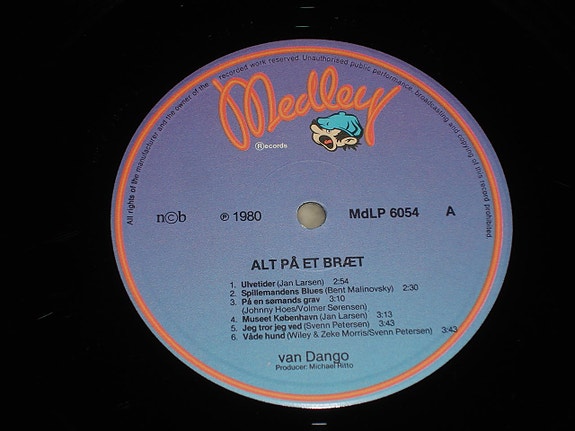 All rights of the manufacturer and the owner of the recorded work reserved. Unauthorised public performance, broadcasting and copying of this record prohibited.
Medley
Records
n©b ℗ 1980 MdLP 6054 A
ALT PÅ ET BRÆT
1. Ulvetider (Jan Larsen) 2:54
2. Spillemandens Blues (Bent Malinovsky) 2:30
3. På en sømands grav 3:10
(Johnny Hoes/Volmer Sørensen)
4. Museet København (Jan Larsen) 3:13
5. Jeg tror jeg ved (Svenn Petersen) 3:43
6. Våde hund (Wiley & Zeke Morris/Svenn Petersen) 3:43
van Dango
Producer: Michael Ritto